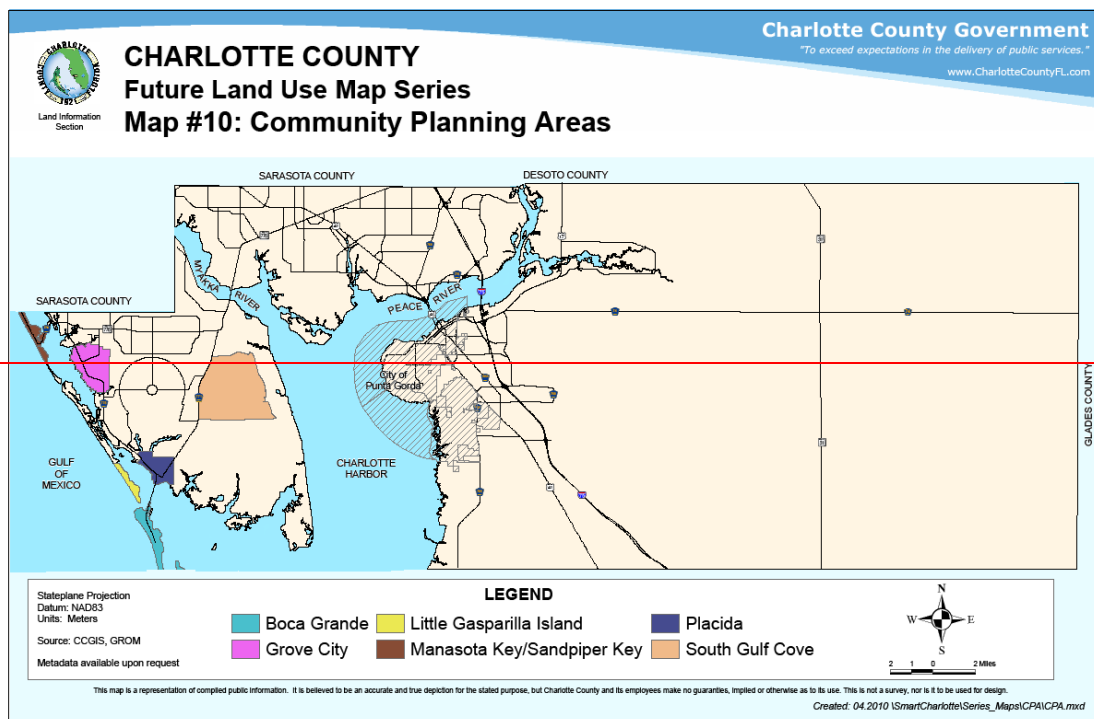 Charlotte County Government
"To exceed expectations in the delivery of public services."
www.CharlotteCountyFL.com
CHARLOTTE COUNTY
1921
Land Information
Section
CHARLOTTE COUNTY
Future Land Use Map Series
Map #10: Community Planning Areas
SARASOTA COUNTY
DESOTO COUNTY
MYAKKA RIVER
PEACE RIVER
SARASOTA COUNTY
City of
Punta Gorda
GLADES COUNTY
GULF
OF
MEXICO
CHARLOTTE
HARBOR
Stateplane Projection
Datum: NAD83
Units: Meters
Source: CCGIS, GROM
Metadata available upon request
LEGEND
Boca Grande
Little Gasparilla Island
Placida
Grove City
Manasota Key/Sandpiper Key
South Gulf Cove
N
W
E
S
2 1 0 2 Miles
This map is a representation of compiled public information. It is believed to be an accurate and true depiction for the stated purpose, but Charlotte County and its employees make no guaranties, implied or otherwise as to its use. This is not a survey, nor is it to be used for design.
Created: 04.2010 \SmartCharlotte\Series_Maps\CPA\CPA.mxd